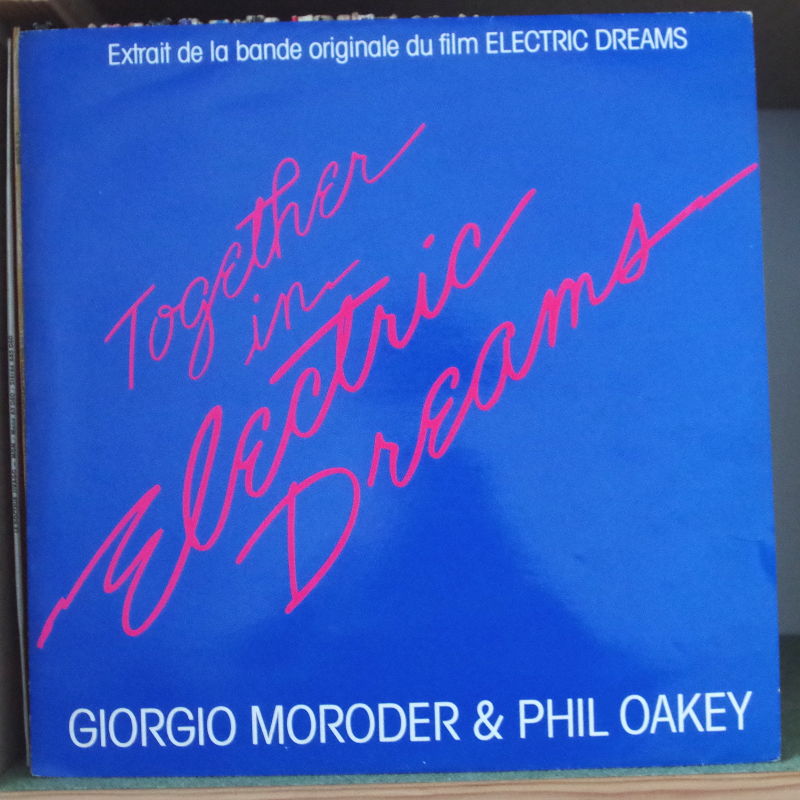 Extrait de la bande originale du film ELECTRIC DREAMS
Together
in
Electric
Dreams
GIORGIO MORODER & PHIL OAKEY